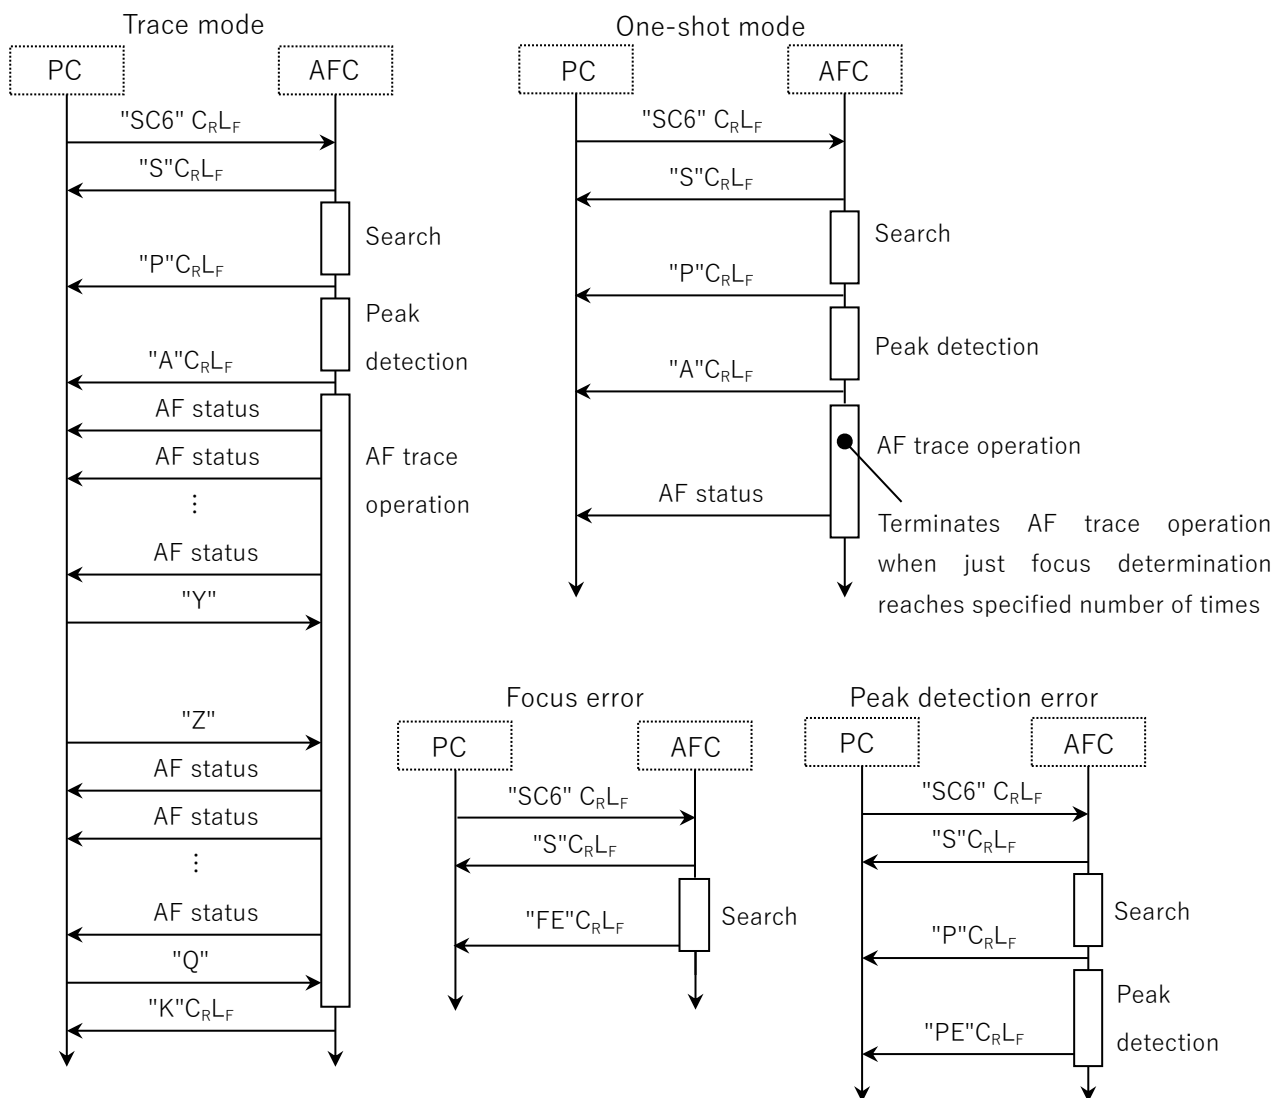 Trace mode
PC
AFC
"SC6" CRLF
"S"CRLF
Search
"P"CRLF
Peak
detection
"A"CRLF
AF status
AF status
⋮
AF trace
operation
AF status
"Y"
"Z"
AF status
AF status
⋮
AF status
"Q"
"K"CRLF
One-shot mode
PC
AFC
"SC6" CRLF
"S"CRLF
Search
"P"CRLF
Peak detection
"A"CRLF
AF trace operation
AF status
Terminates AF trace operation
when just focus determination
reaches specified number of times
Focus error
PC
AFC
"SC6" CRLF
"S"CRLF
"FE"CRLF
Search
Peak detection error
PC
AFC
"SC6" CRLF
"S"CRLF
Search
"P"CRLF
Peak
detection
"PE"CRLF